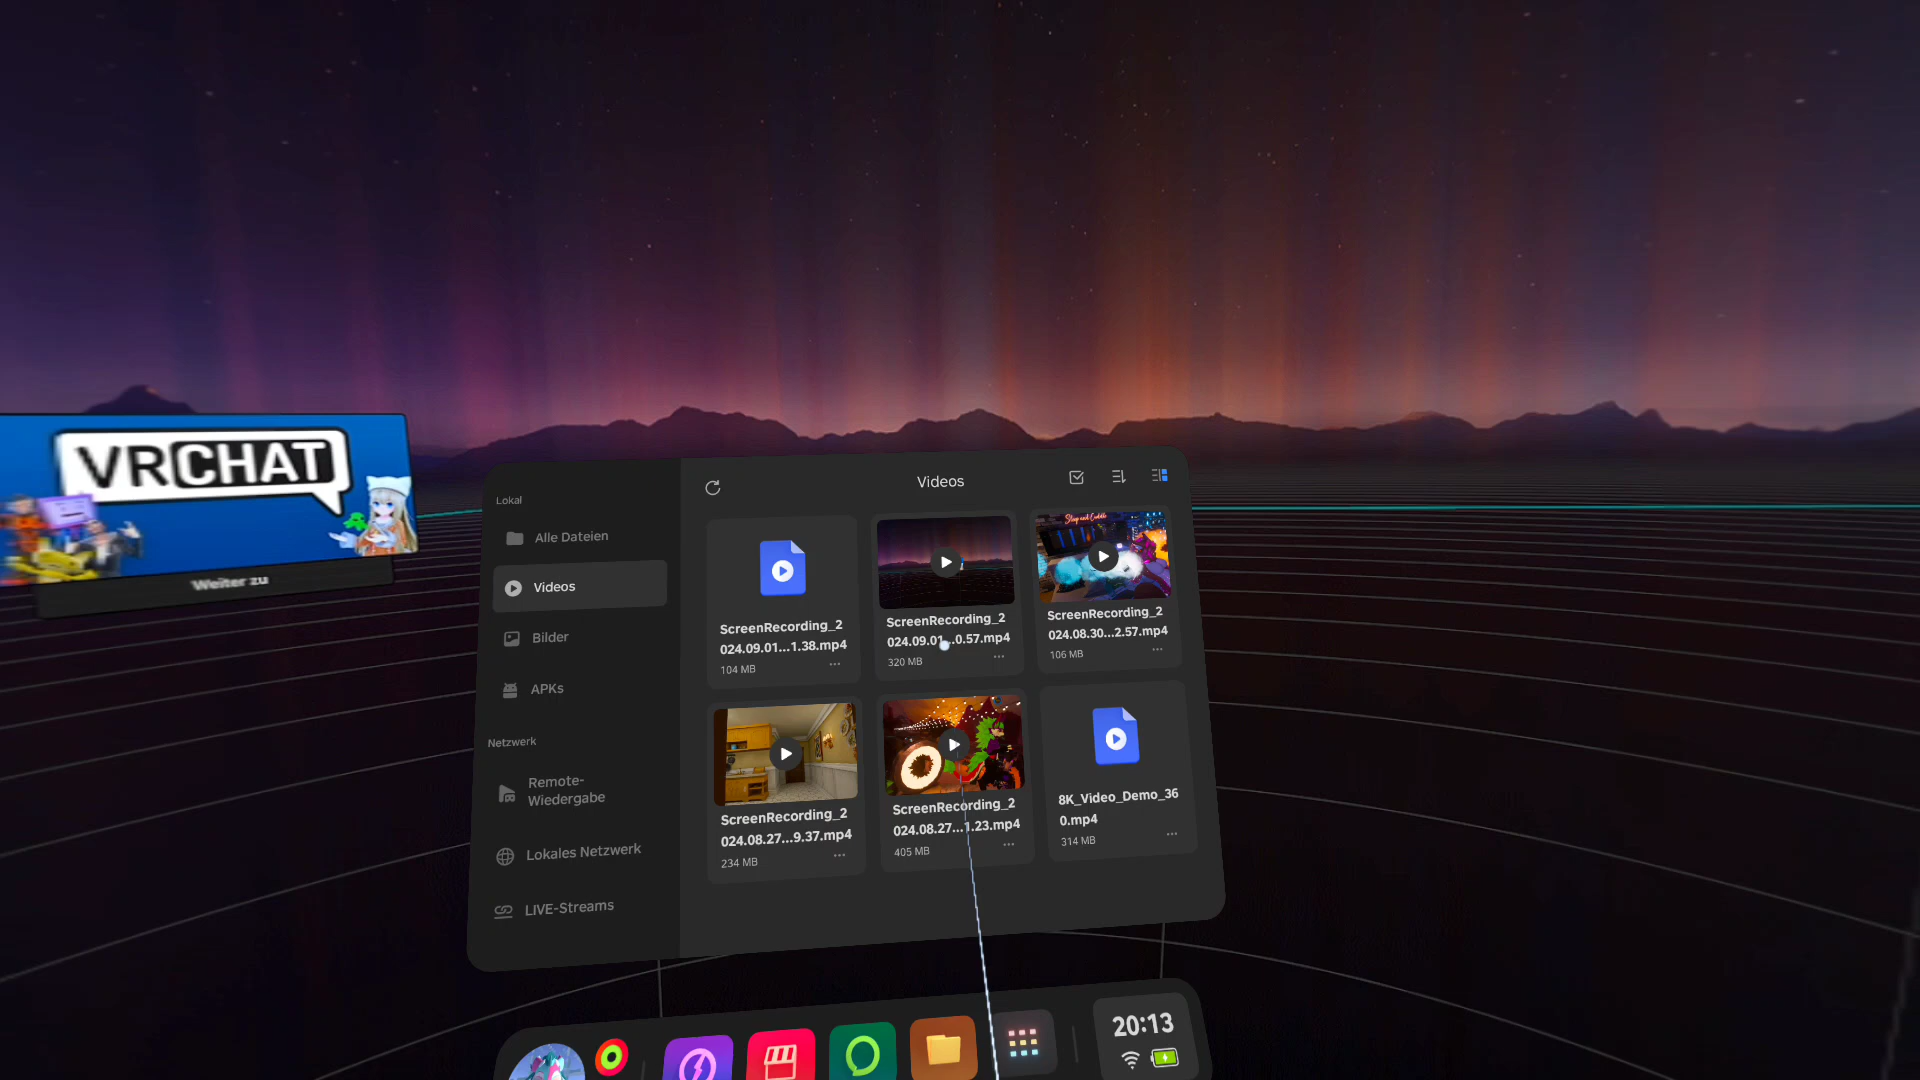 VRCHAT
Weiter zu
Lokal
Alle Dateien
Videos
Bilder
APKs
Netzwerk
Remote-
Wiedergabe
Lokales Netzwerk
LIVE-Streams
Videos
ScreenRecording_2
024.09.01...1.38.mp4
104 MB
ScreenRecording_2
024.09.01...0.57.mp4
320 MB
Sleep and Cuddle
ScreenRecording_2
024.08.30...2.57.mp4
106 MB
ScreenRecording_2
024.08.27...9.37.mp4
234 MB
ScreenRecording_2
024.08.27...1.23.mp4
405 MB
8K_Video_Demo_36
0.mp4
314 MB
20:13